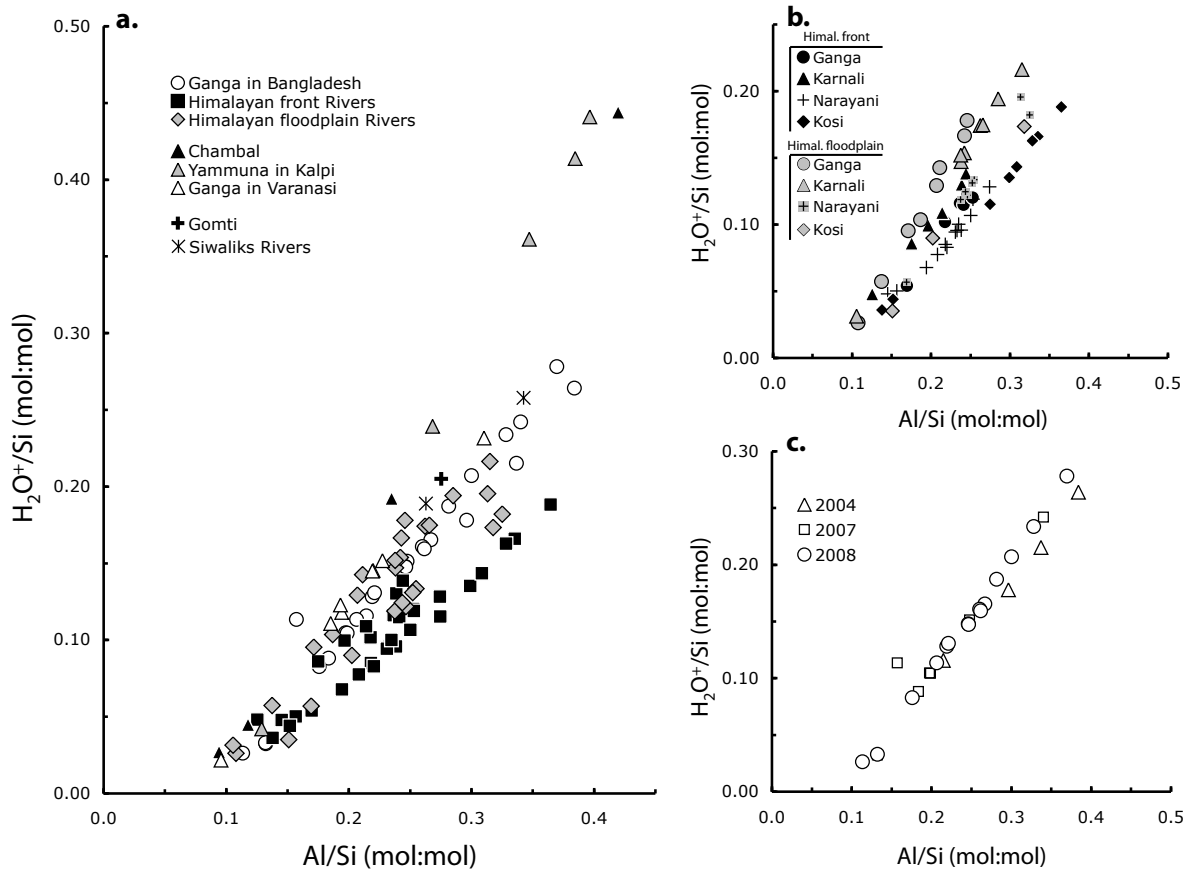 a.
0.50
0.40
0.30
0.20
0.10
0.00
H₂O⁺/Si (mol:mol)
Ganga in Bangladesh
Himalayan front Rivers
Himalayan floodplain Rivers
Chambal
Yammuna in Kalpi
Ganga in Varanasi
Gomti
Siwaliks Rivers
0.0 0.1 0.2 0.3 0.4
Al/Si (mol:mol)
b.
0.20
0.10
0.00
H₂O⁺/Si (mol:mol)
Himal. front
Ganga
Karnali
Narayani
Kosi
Himal. floodplain
Ganga
Karnali
Narayani
Kosi
0.0 0.1 0.2 0.3 0.4 0.5
Al/Si (mol:mol)
c.
0.30
0.20
0.10
0.00
H₂O⁺/Si (mol:mol)
2004
2007
2008
0.0 0.1 0.2 0.3 0.4 0.5
Al/Si (mol:mol)